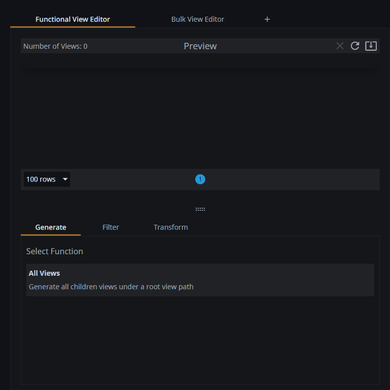 Functional View Editor
Bulk View Editor
+
Number of Views: 0
Preview
100 rows
1
Generate
Filter
Transform
Select Function
All Views
Generate all children views under a root view path